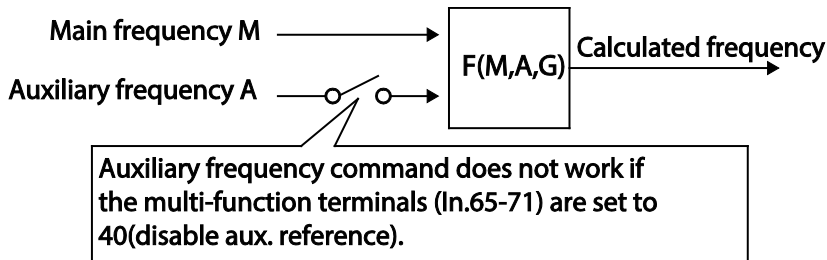 Main frequency M
Auxiliary frequency A
F(M,A,G)
Calculated frequency
Auxiliary frequency command does not work if
the multi-function terminals (In.65-71) are set to
40(disable aux. reference).